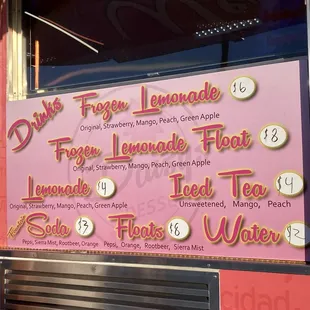 Drinks
Frozen Lemonade $6
Original, Strawberry, Mango, Peach, Green Apple
Frozen Lemonade Float $8
Original, Strawberry, Mango, Peach, Green Apple
Lemonade $4
Original, Strawberry, Mango, Peach, Green Apple
Iced Tea $4
Unsweetened, Mango, Peach
Soda $3
Pepsi, Sierra Mist, Rootbeer, Orange
Floats $8
Pepsi, Orange, Rootbeer, Sierra Mist
Water $2